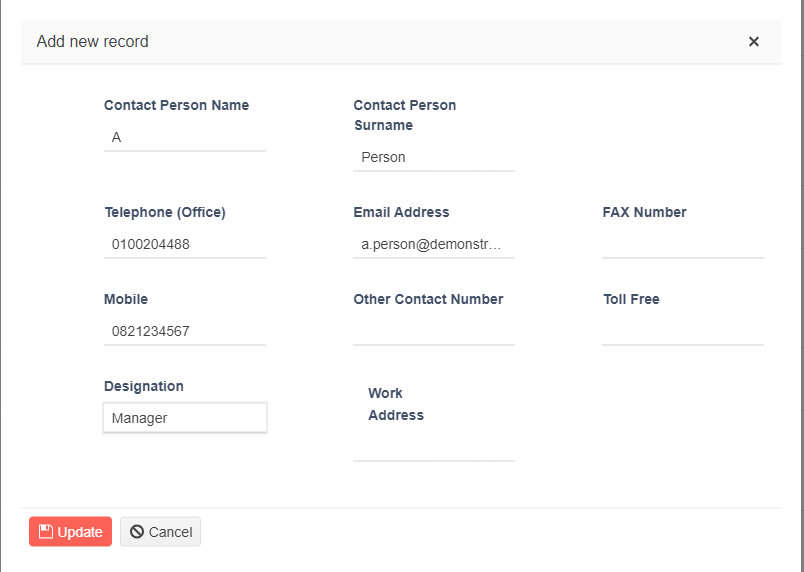 Add new record
Contact Person Name
Contact Person
Surname
A
Person
Telephone (Office)
Email Address
FAX Number
0100204488
a.person@demonstr...
Mobile
Other Contact Number
Toll Free
0821234567
Designation
Work
Address
Manager
Update
Cancel